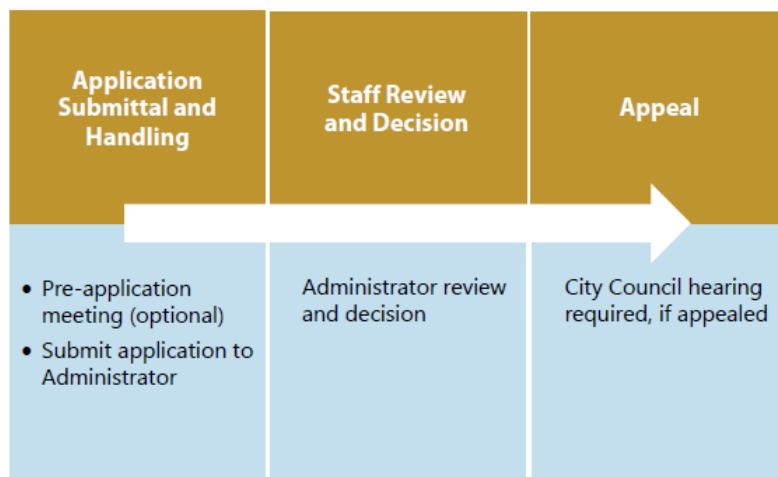 Application
Submittal and
Handling
Staff Review
and Decision
Appeal
• Pre-application
meeting (optional)
• Submit application to
Administrator
Administrator review
and decision
City Council hearing
required, if appealed